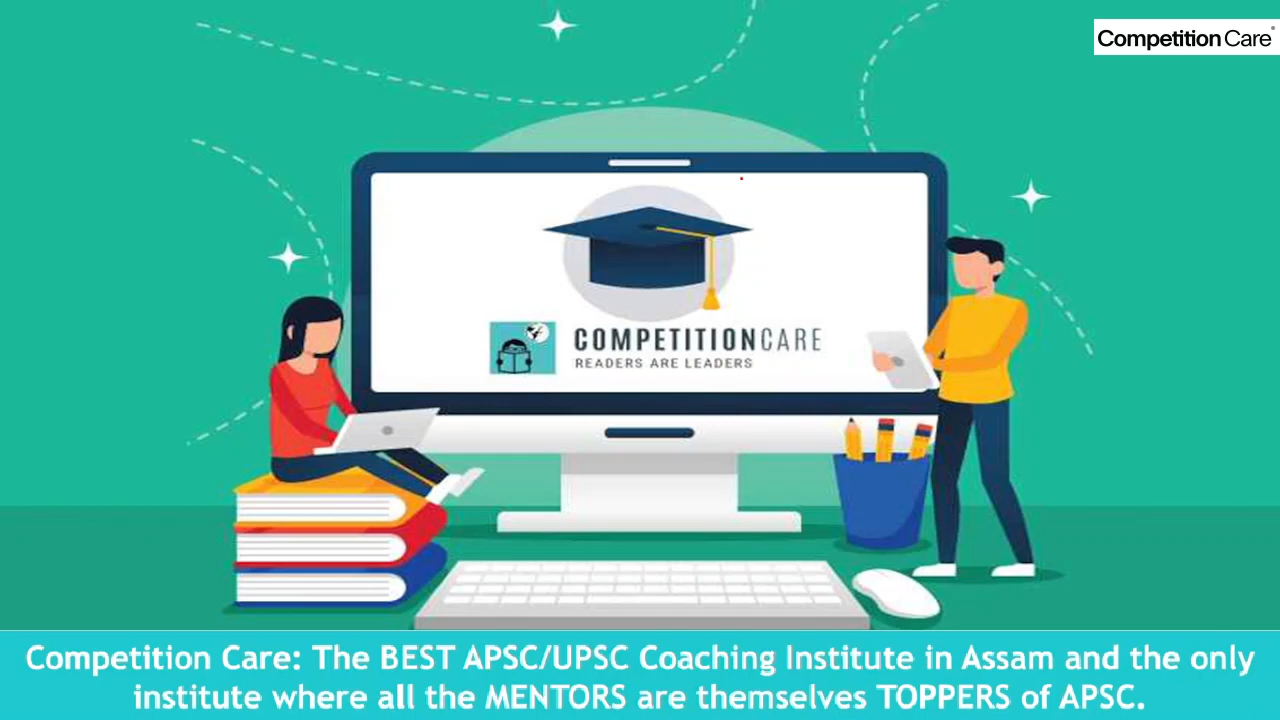 Competition Care
COMPETITIONCARE
READERS ARE LEADERS
Competition Care: The BEST APSC/UPSC Coaching Institute in Assam and the only
institute where all the MENTORS are themselves TOPPERS of APSC.